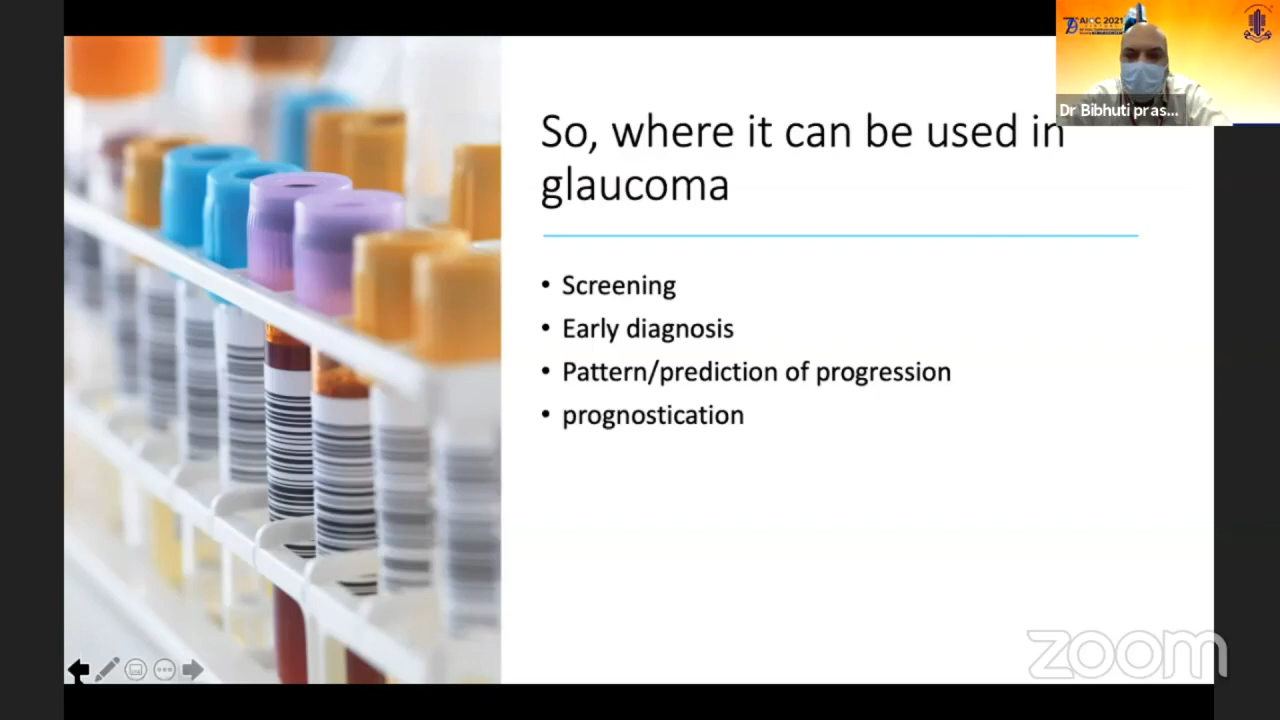 AIOC 2021
Dr Bibhuti pras...
So, where it can be used in
glaucoma
• Screening
• Early diagnosis
• Pattern/prediction of progression
• prognostication
zoom